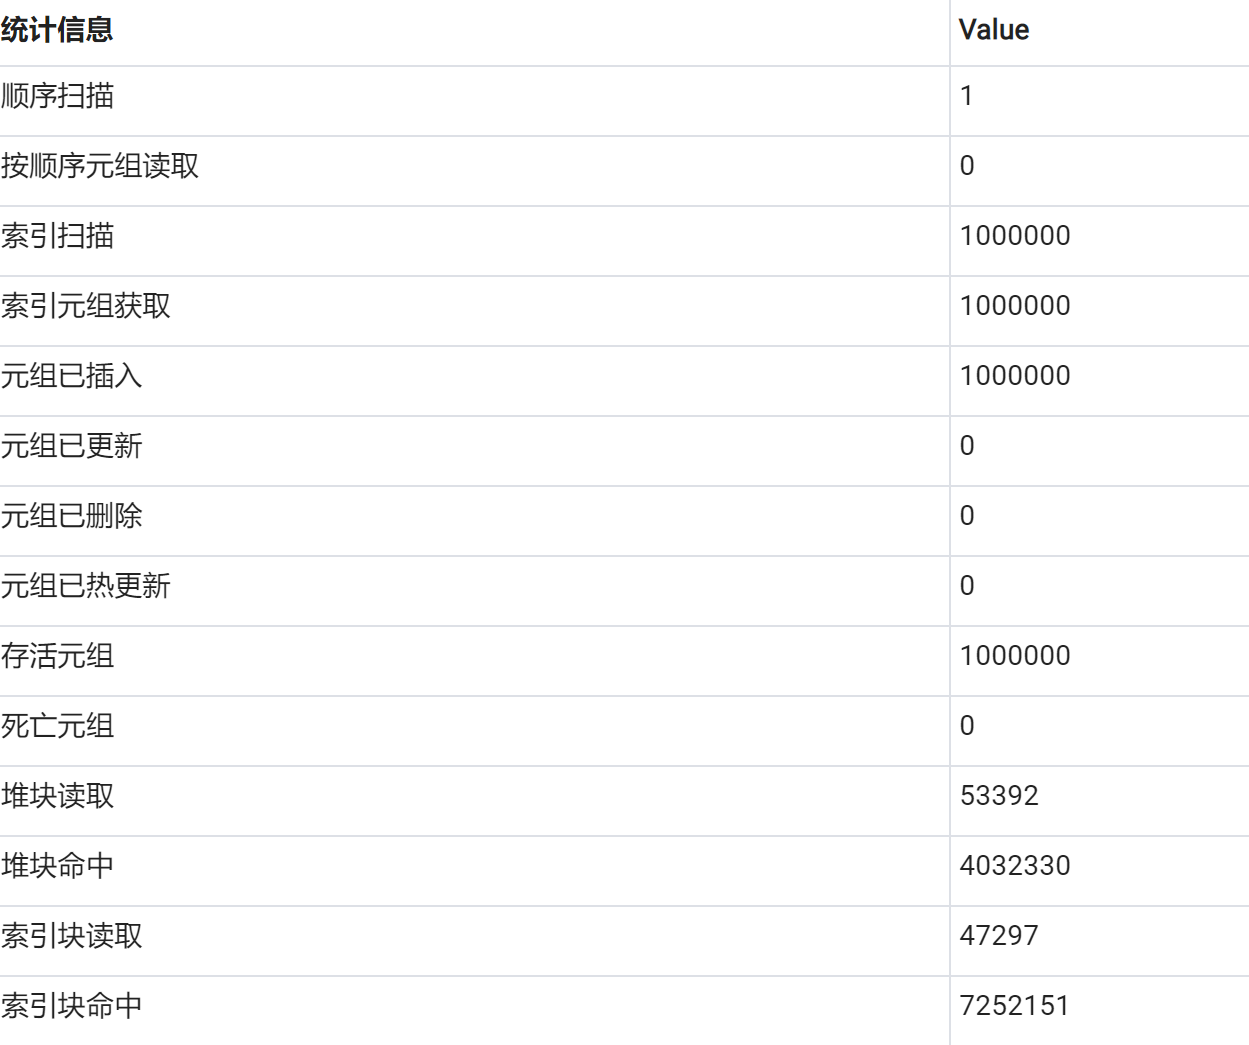 统计信息 Value
顺序扫描 1
按顺序元组读取 0
索引扫描 1000000
索引元组获取 1000000
元组已插入 1000000
元组已更新 0
元组已删除 0
元组已热更新 0
存活元组 1000000
死亡元组 0
堆块读取 53392
堆块命中 4032330
索引块读取 47297
索引块命中 7252151